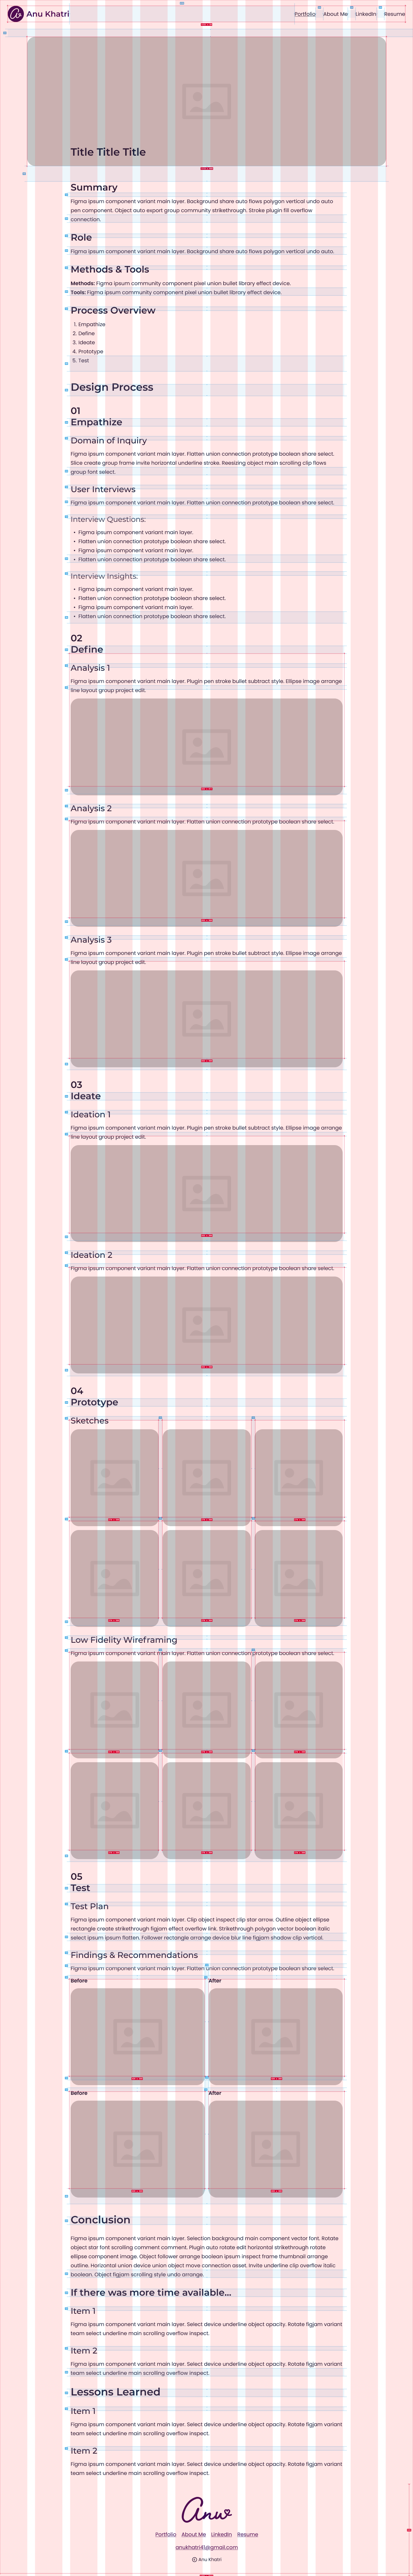 Anu Khatri
Portfolio About Me LinkedIn Resume
Title Title Title
Summary
Figma ipsum component variant main layer. Background share auto flows polygon vertical undo auto
pen component. Object auto export group community strikethrough. Stroke plugin fill overflow
connection.
Role
Figma ipsum component variant main layer. Background share auto flows polygon vertical undo auto.
Methods & Tools
Methods: Figma ipsum community component pixel union bullet library effect device.
Tools: Figma ipsum community component pixel union bullet library effect device.
Process Overview
1. Empathize
2. Define
3. Ideate
4. Prototype
5. Test
Design Process
01
Empathize
Domain of Inquiry
Figma ipsum component variant main layer. Flatten union connection prototype boolean share select.
Slice create group frame invite horizontal underline stroke. Reesizing object main scrolling clip flows
group font select.
User Interviews
Figma ipsum component variant main layer. Flatten union connection prototype boolean share select.
Interview Questions:
• Figma ipsum component variant main layer.
• Flatten union connection prototype boolean share select.
• Figma ipsum component variant main layer.
• Flatten union connection prototype boolean share select.
Interview Insights:
• Figma ipsum component variant main layer.
• Flatten union connection prototype boolean share select.
• Figma ipsum component variant main layer.
• Flatten union connection prototype boolean share select.
02
Define
Analysis 1
Figma ipsum component variant main layer. Plugin pen stroke bullet subtract style. Ellipse image arrange
line layout group project edit.
Analysis 2
Figma ipsum component variant main layer. Flatten union connection prototype boolean share select.
Analysis 3
Figma ipsum component variant main layer. Plugin pen stroke bullet subtract style. Ellipse image arrange
line layout group project edit.
03
Ideate
Ideation 1
Figma ipsum component variant main layer. Plugin pen stroke bullet subtract style. Ellipse image arrange
line layout group project edit.
Ideation 2
Figma ipsum component variant main layer. Flatten union connection prototype boolean share select.
04
Prototype
Sketches
Low Fidelity Wireframing
Figma ipsum component variant main layer. Flatten union connection prototype boolean share select.
05
Test
Test Plan
Figma ipsum component variant main layer. Clip object inspect clip star arrow. Outline object ellipse
rectangle create strikethrough figjam effect overflow link. Strikethrough polygon vector boolean italic
select ipsum ipsum flatten. Follower rectangle arrange device blur line figjam shadow clip vertical.
Findings & Recommendations
Figma ipsum component variant main layer. Flatten union connection prototype boolean share select.
Before After
Before After
Conclusion
Figma ipsum component variant main layer. Selection background main component vector font. Rotate
object star font scrolling comment comment. Plugin auto rotate edit horizontal strikethrough rotate
ellipse component image. Object follower arrange boolean ipsum inspect frame thumbnail arrange
outline. Horizontal union device union object move connection asset. Invite underline clip overflow italic
boolean. Object figjam scrolling style undo arrange.
If there was more time available...
Item 1
Figma ipsum component variant main layer. Select device underline object opacity. Rotate figjam variant
team select underline main scrolling overflow inspect.
Item 2
Figma ipsum component variant main layer. Select device underline object opacity. Rotate figjam variant
team select underline main scrolling overflow inspect.
Lessons Learned
Item 1
Figma ipsum component variant main layer. Select device underline object opacity. Rotate figjam variant
team select underline main scrolling overflow inspect.
Item 2
Figma ipsum component variant main layer. Select device underline object opacity. Rotate figjam variant
team select underline main scrolling overflow inspect.
Anu
Portfolio About Me LinkedIn Resume
anukhatri41@gmail.com
© Anu Khatri